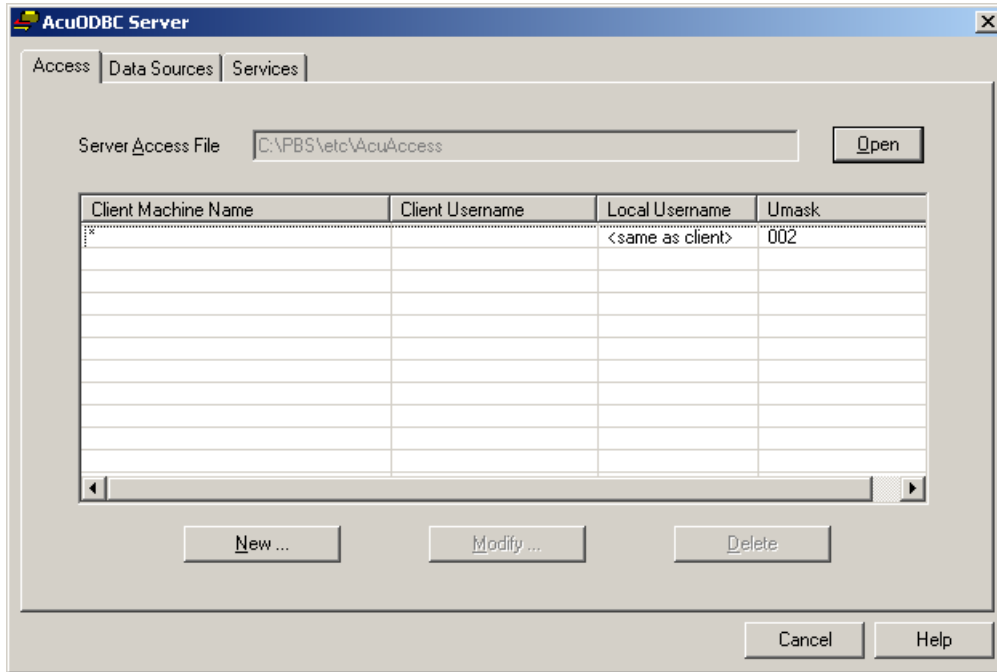 AcuODBC Server
Access Data Sources Services
Server Access File C:\PBS\etc\AcuAccess Open
Client Machine Name Client Username Local Username Umask
* <same as client> 002
New ... Modify ... Delete
Cancel Help